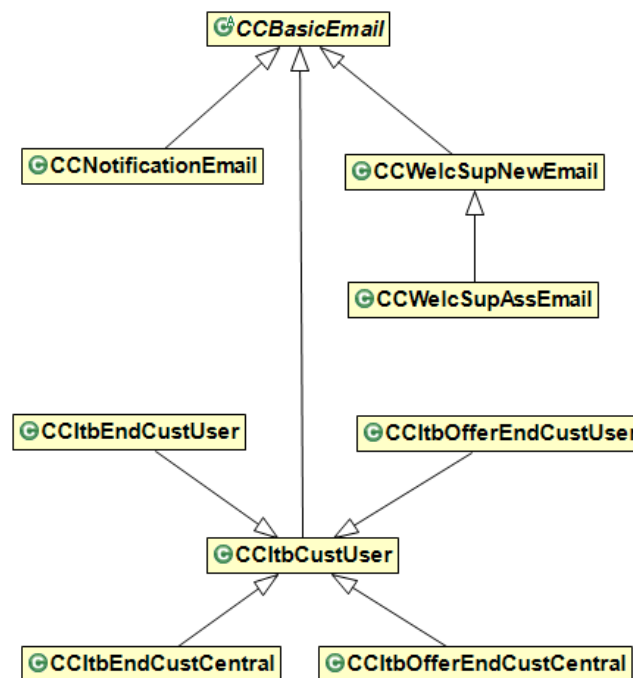 CCBasicEmail
CCNotificationEmail
CCWelcSupNewEmail
CCWelcSupAssEmail
CCItbEndCustUser
CCItbOfferEndCustUser
CCItbCustUser
CCItbEndCustCentral
CCItbOfferEndCustCentral